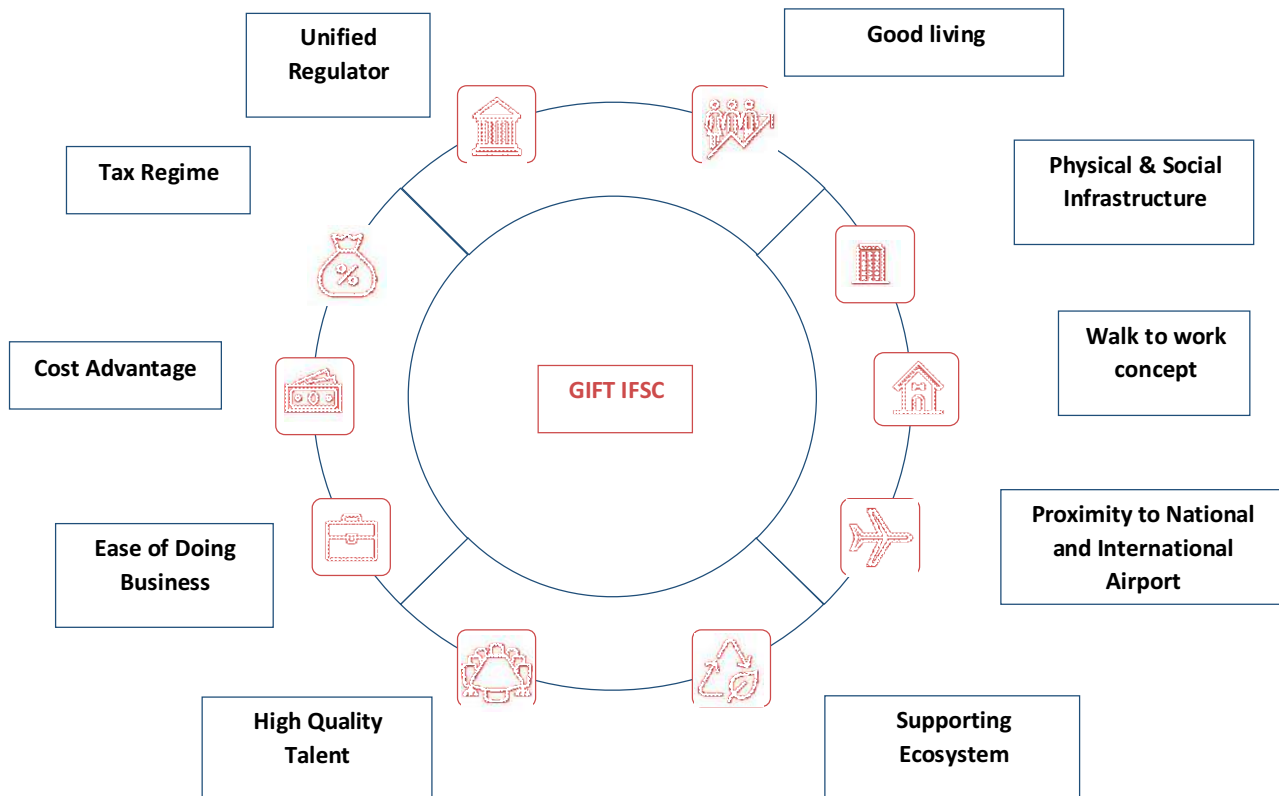 Unified
Regulator
Good living
Tax Regime
Physical & Social
Infrastructure
Cost Advantage
GIFT IFSC
Walk to work
concept
Ease of Doing
Business
Proximity to National
and International
Airport
High Quality
Talent
Supporting
Ecosystem
%